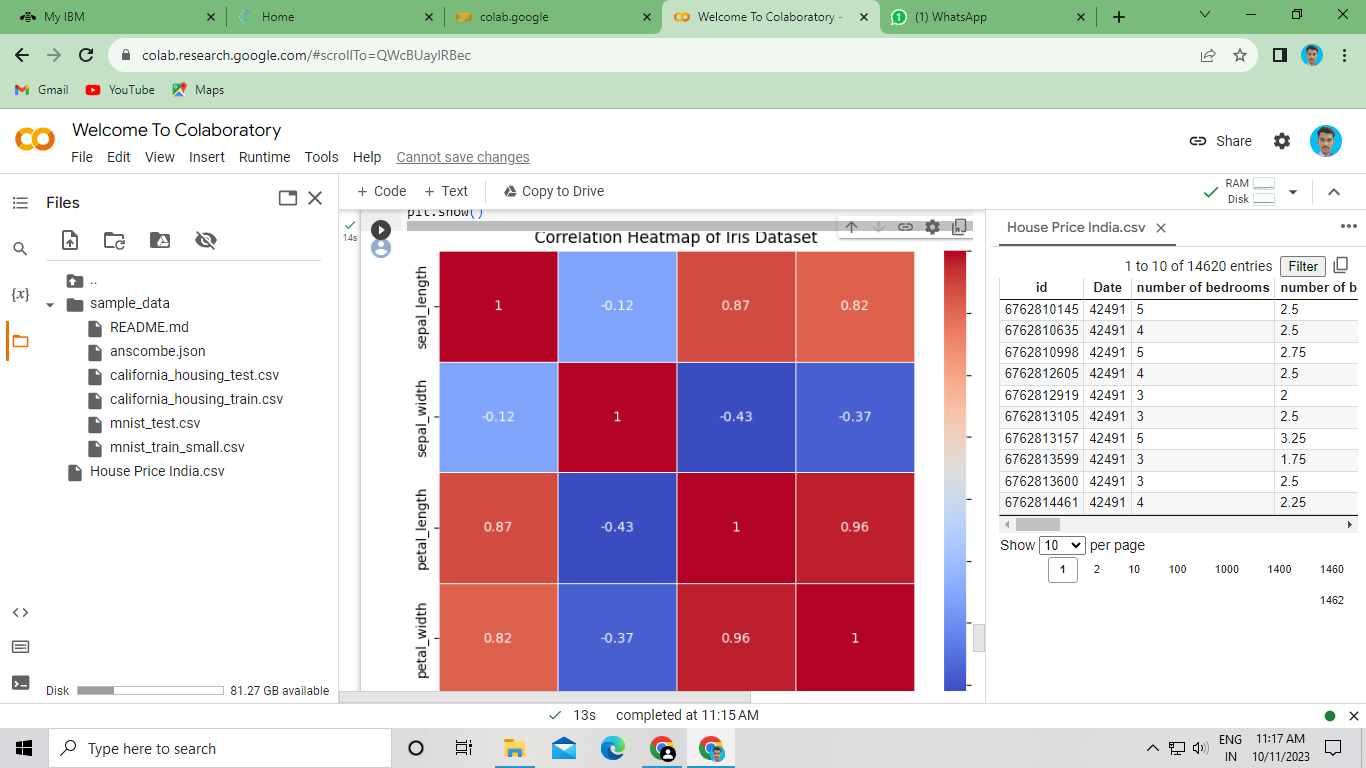 My IBM
Home
colab.google
Welcome To Colaboratory -
(1) WhatsApp
colab.research.google.com/#scrollTo=QWcBUaylRBec
Gmail
YouTube
Maps
Welcome To Colaboratory
File Edit View Insert Runtime Tools Help Cannot save changes
Share
Files
+ Code + Text
Copy to Drive
RAM
Disk
..
sample_data
README.md
anscombe.json
california_housing_test.csv
california_housing_train.csv
mnist_test.csv
mnist_train_small.csv
House Price India.csv
Disk
81.27 GB available
14s
plt.show()
Correlation Heatmap of Iris Dataset
sepal_length
1 -0.12 0.87 0.82
sepal_width
-0.12 1 -0.43 -0.37
petal_length
0.87 -0.43 1 0.96
petal_width
0.82 -0.37 0.96 1
House Price India.csv
1 to 10 of 14620 entries
Filter
id Date number of bedrooms number of b
6762810145 42491 5 2.5
6762810635 42491 4 2.5
6762810998 42491 5 2.75
6762812605 42491 4 2.5
6762812919 42491 3 2
6762813105 42491 3 2.5
6762813157 42491 5 3.25
6762813599 42491 3 1.75
6762813600 42491 3 2.5
6762814461 42491 4 2.25
Show 10 per page
1 2 10 100 1000 1400 1460
1462
13s completed at 11:15 AM
Type here to search
ENG
IN
11:17 AM
10/11/2023